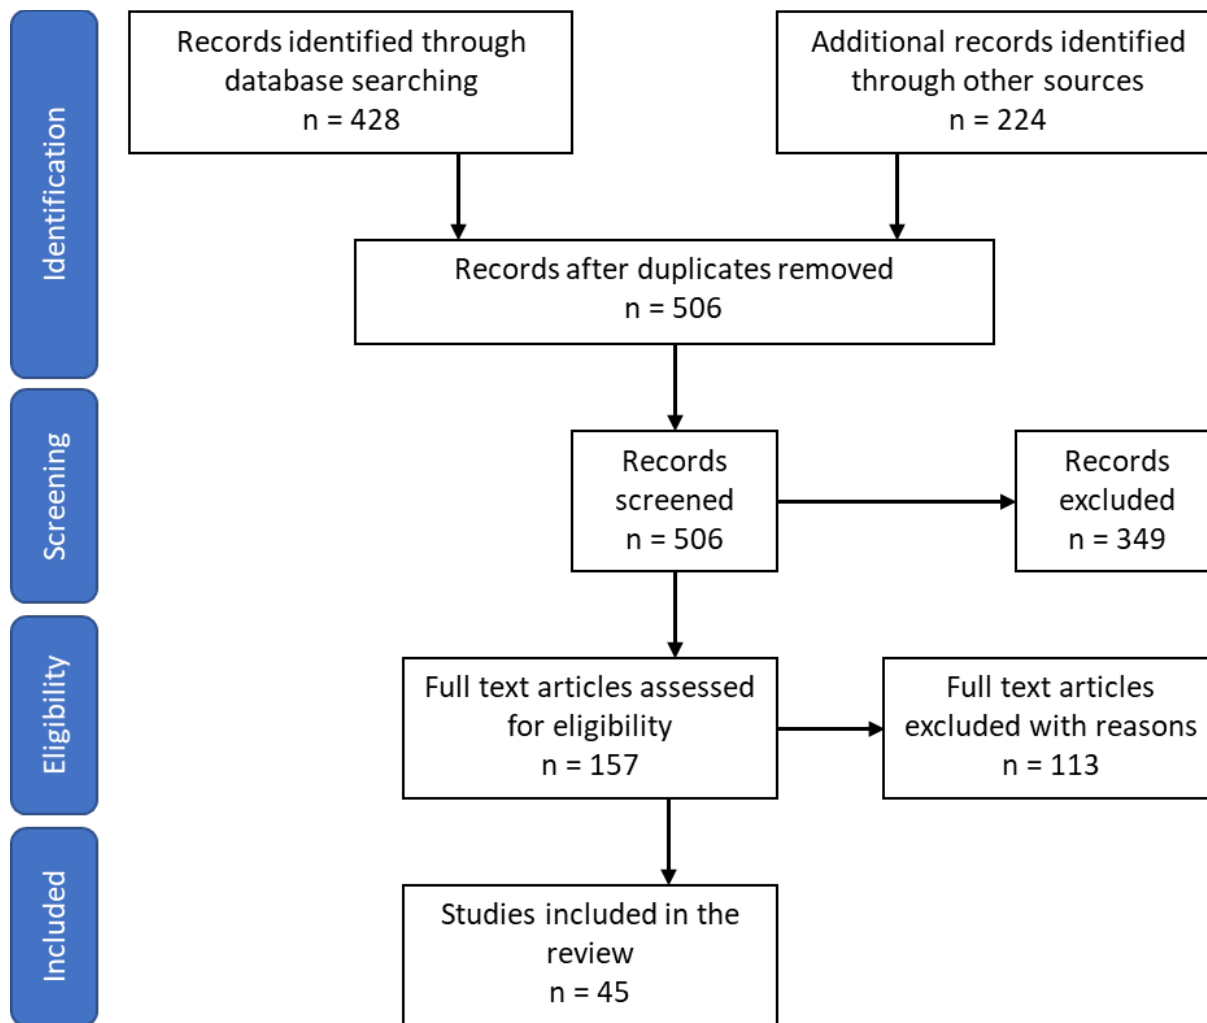 Identification
Records identified through
database searching
n = 428
Additional records identified
through other sources
n = 224
Records after duplicates removed
n = 506
Screening
Records
screened
n = 506
Records
excluded
n = 349
Eligibility
Full text articles assessed
for eligibility
n = 157
Full text articles
excluded with reasons
n = 113
Included
Studies included in the
review
n = 45